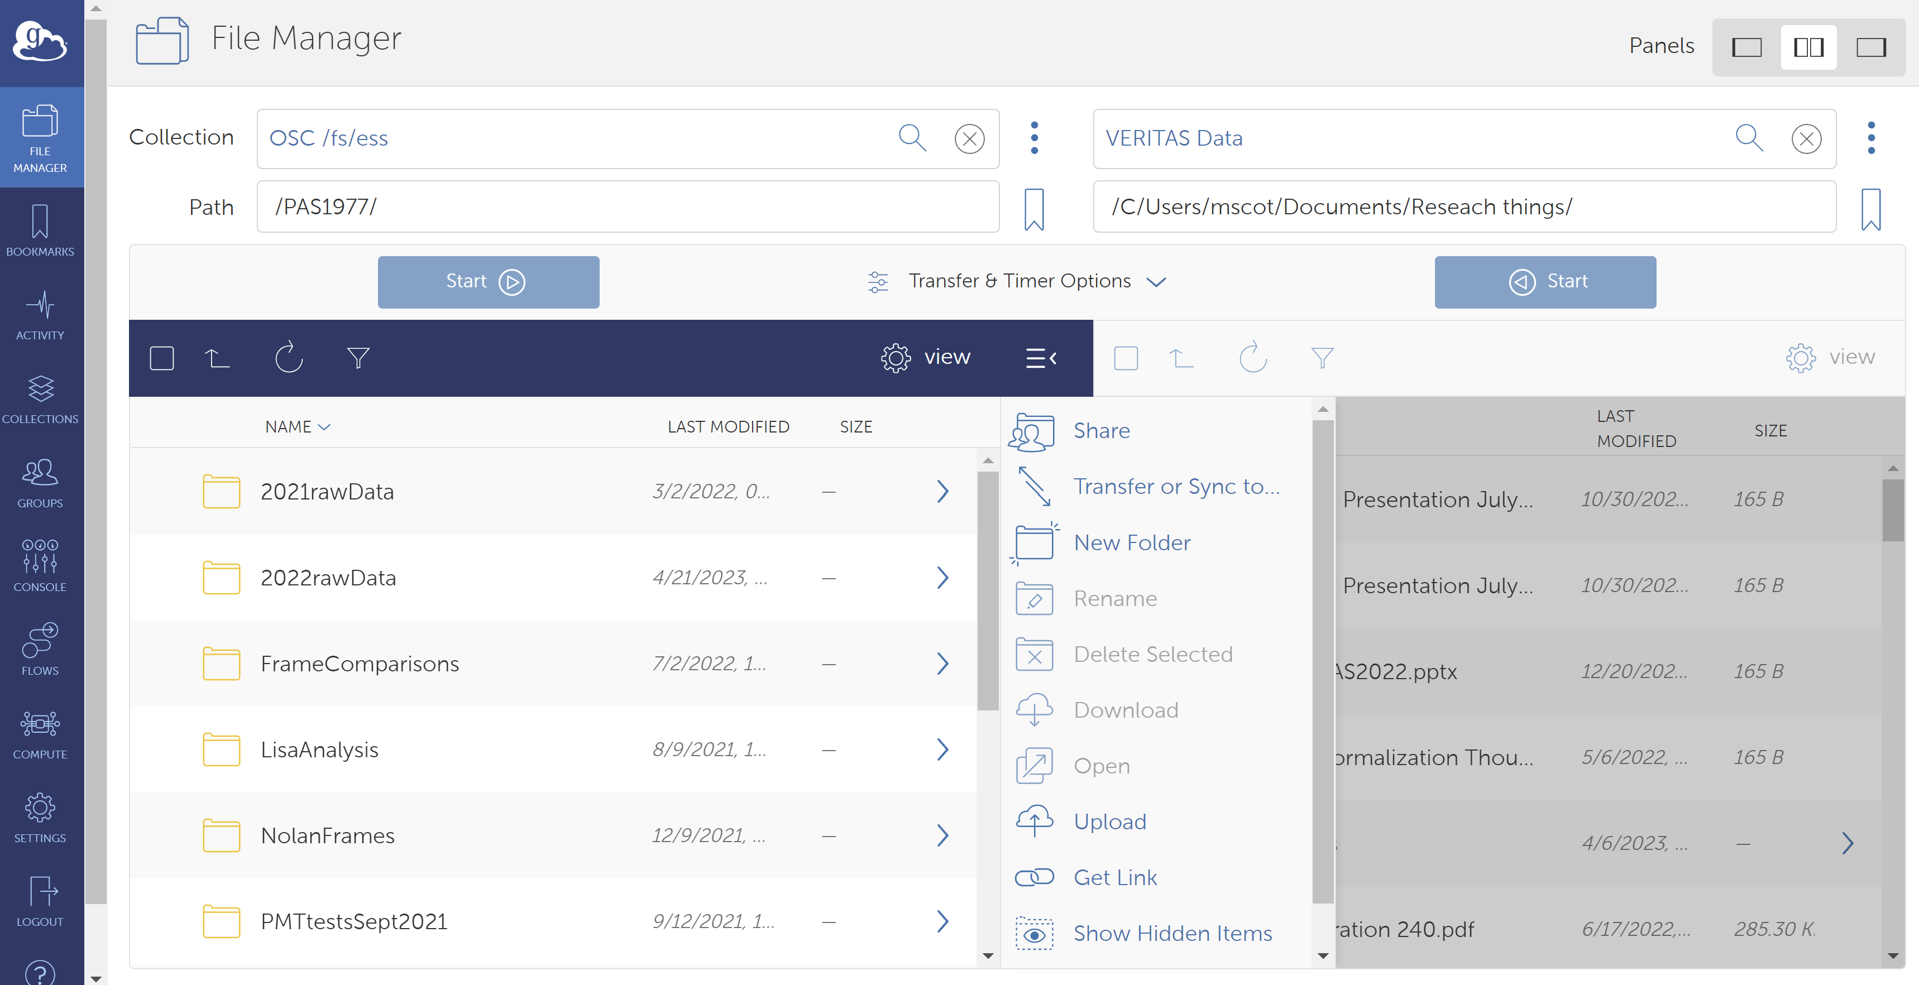 g
File Manager
Panels
FILE
MANAGER
BOOKMARKS
ACTIVITY
COLLECTIONS
GROUPS
CONSOLE
FLOWS
COMPUTE
SETTINGS
LOGOUT
?
Collection
OSC /fs/ess
VERITAS Data
Path
/PAS1977/
/C/Users/mscot/Documents/Reseach things/
Start
Transfer & Timer Options
Start
view
view
NAME
LAST MODIFIED
SIZE
2021rawData
3/2/2022, 0...
—
2022rawData
4/21/2023, ...
—
FrameComparisons
7/2/2022, 1...
—
LisaAnalysis
8/9/2021, 1...
—
NolanFrames
12/9/2021, ...
—
PMTtestsSept2021
9/12/2021, 1...
—
Share
Transfer or Sync to...
New Folder
Rename
Delete Selected
Download
Open
Upload
Get Link
Show Hidden Items
LAST
MODIFIED
SIZE
Presentation July...
10/30/202...
165 B
Presentation July...
10/30/202...
165 B
AS2022.pptx
12/20/202...
165 B
ormalization Thou...
5/6/2022, ...
165 B
4/6/2023, ...
—
ration 240.pdf
6/17/2022,...
285.30 K